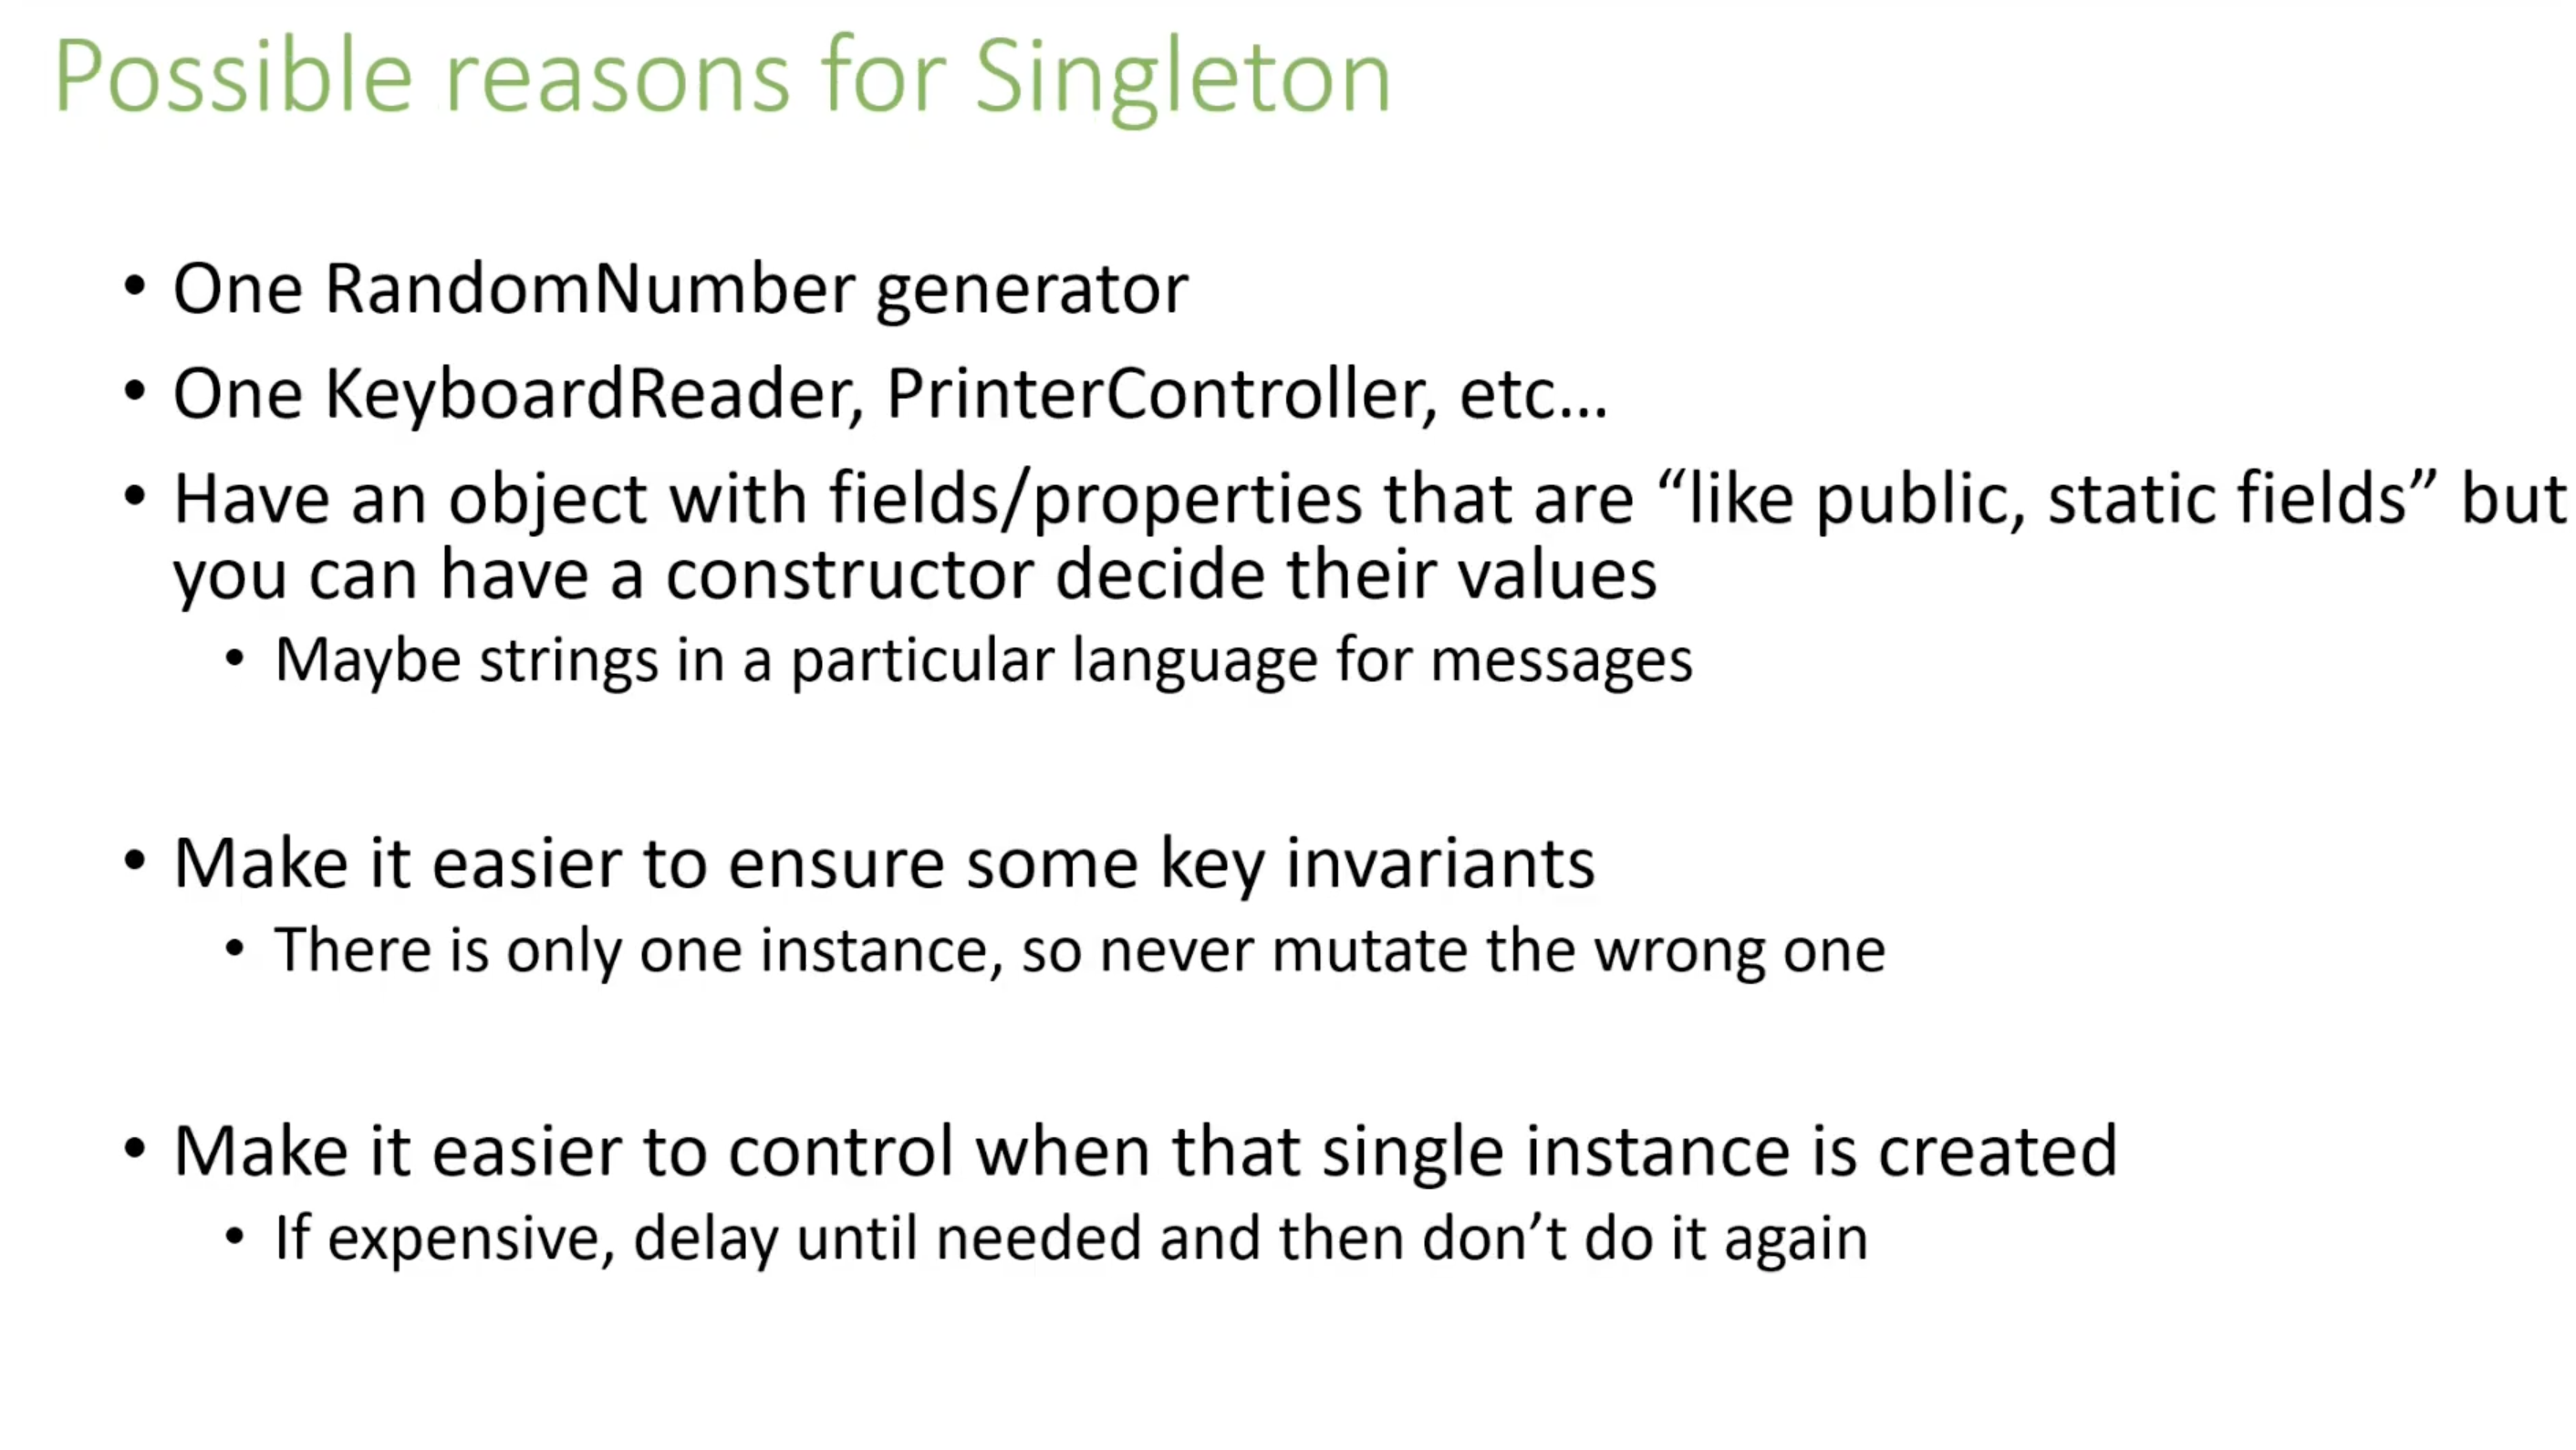 Possible reasons for Singleton
• One RandomNumber generator
• One KeyboardReader, PrinterController, etc...
• Have an object with fields/properties that are “like public, static fields” but
you can have a constructor decide their values
• Maybe strings in a particular language for messages
• Make it easier to ensure some key invariants
• There is only one instance, so never mutate the wrong one
• Make it easier to control when that single instance is created
• If expensive, delay until needed and then don’t do it again